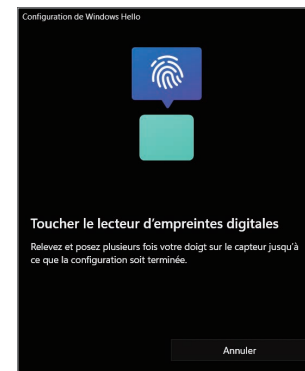 Configuration de Windows Hello
Toucher le lecteur d'empreintes digitales
Relevez et posez plusieurs fois votre doigt sur le capteur jusqu'à
ce que la configuration soit terminée.
Annuler